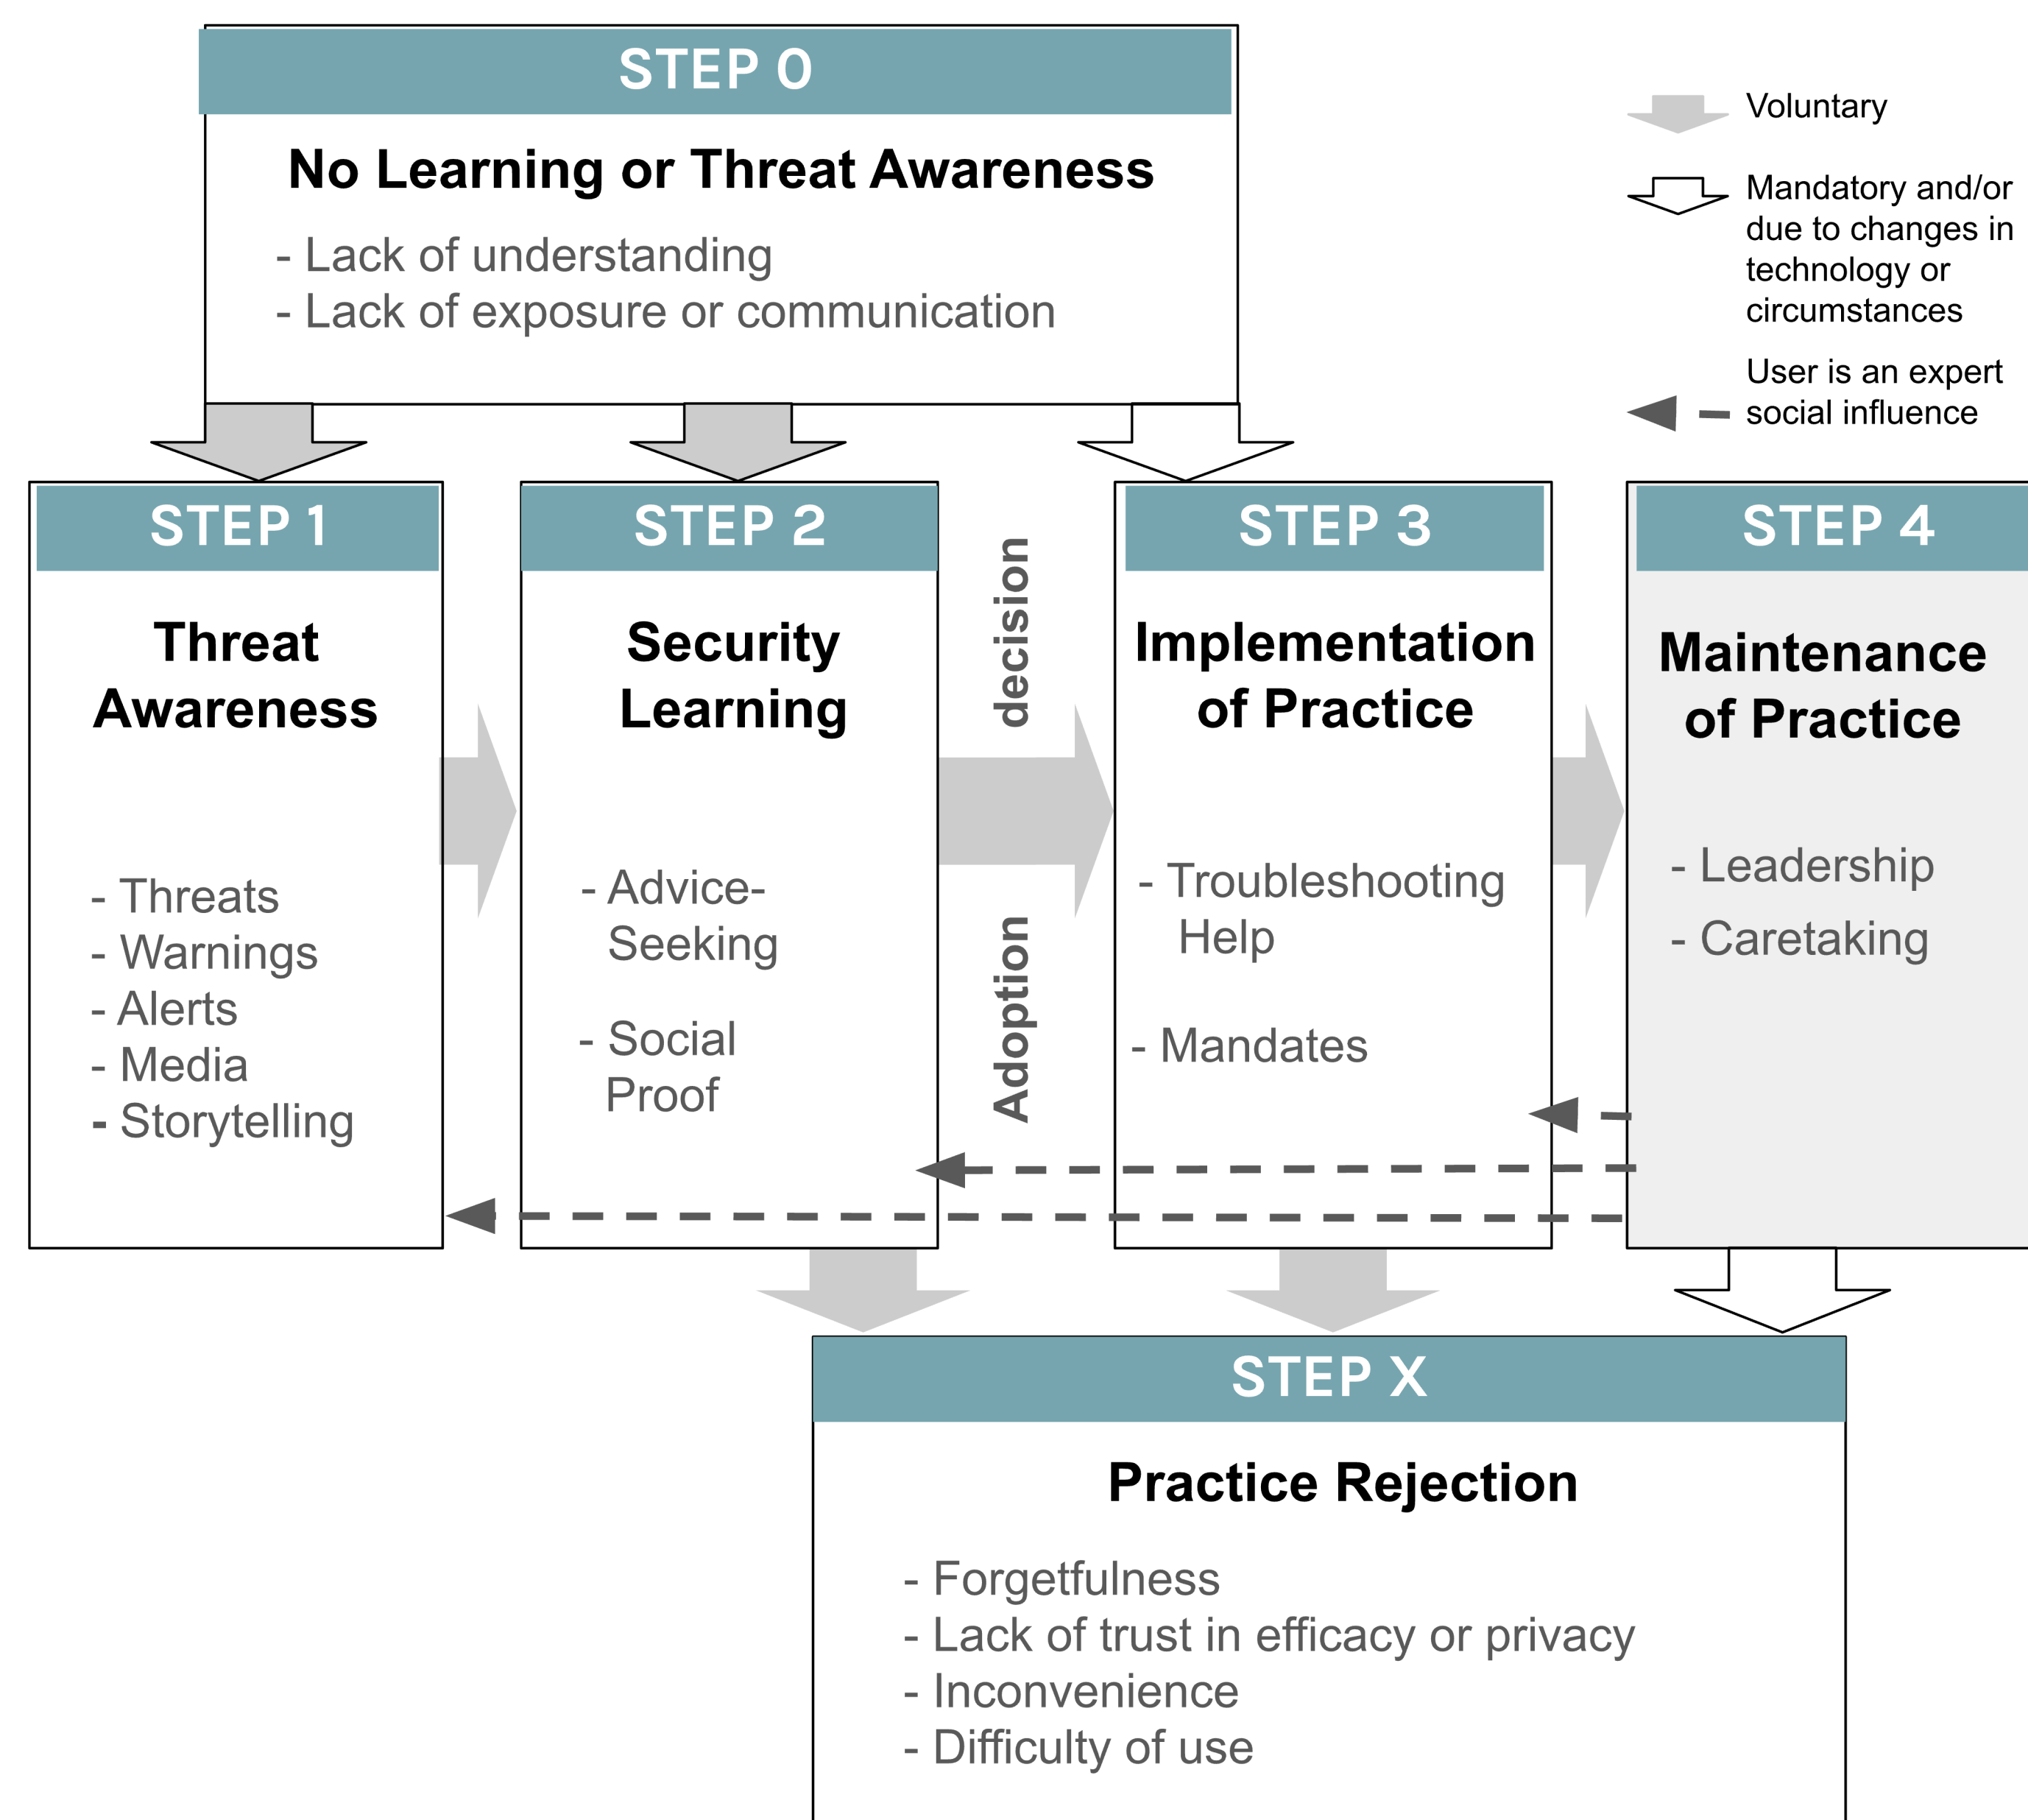 STEP 0
No Learning or Threat Awareness
- Lack of understanding
- Lack of exposure or communication
Voluntary
Mandatory and/or
due to changes in
technology or
circumstances
User is an expert
social influence
STEP 1
Threat
Awareness
- Threats
- Warnings
- Alerts
- Media
- Storytelling
STEP 2
Security
Learning
- Advice-
Seeking
- Social
Proof
Adoption decision
STEP 3
Implementation
of Practice
- Troubleshooting
Help
- Mandates
STEP 4
Maintenance
of Practice
- Leadership
- Caretaking
STEP X
Practice Rejection
- Forgetfulness
- Lack of trust in efficacy or privacy
- Inconvenience
- Difficulty of use